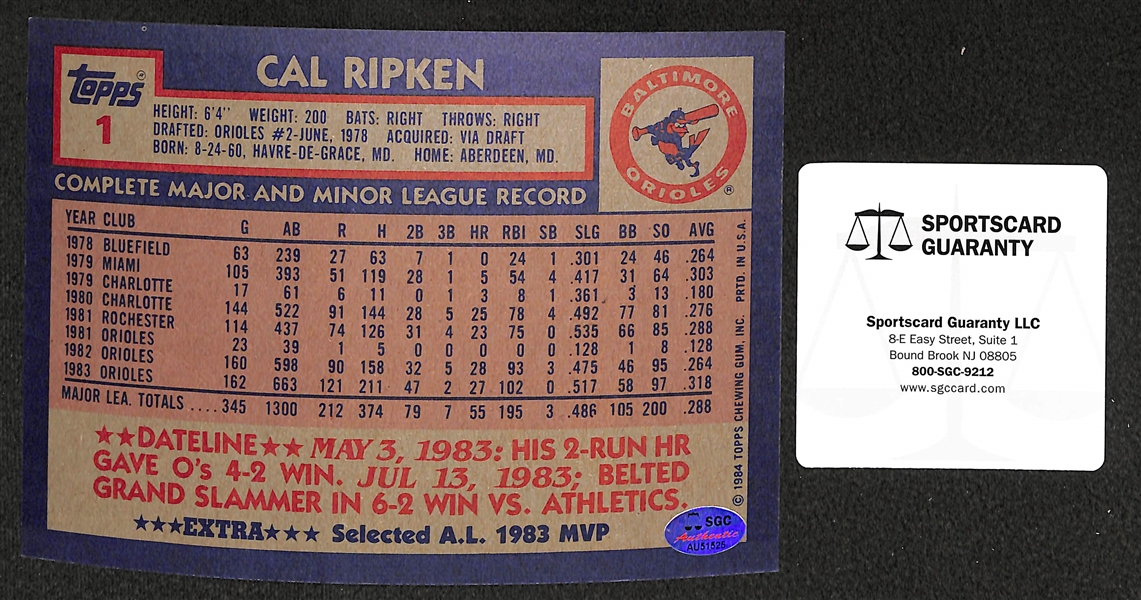 Topps
1
CAL RIPKEN
HEIGHT: 6'4" WEIGHT: 200 BATS: RIGHT THROWS: RIGHT
DRAFTED: ORIOLES #2-JUNE, 1978 ACQUIRED: VIA DRAFT
BORN: 8-24-60, HAVRE-DE-GRACE, MD. HOME: ABERDEEN, MD.
BALTIMORE
ORIOLES ®
COMPLETE MAJOR AND MINOR LEAGUE RECORD
YEAR CLUB G AB R H 2B 3B HR RBI SB SLG BB SO AVG
1978 BLUEFIELD 63 239 27 63 7 1 0 24 1 .301 24 46 .264
1979 MIAMI 105 393 51 119 28 1 5 54 4 .417 31 64 .303
1979 CHARLOTTE 17 61 6 11 0 1 3 8 1 .361 3 13 .180
1980 CHARLOTTE 144 522 91 144 28 5 25 78 4 .492 77 81 .276
1981 ROCHESTER 114 437 74 126 31 4 23 75 0 .535 66 85 .288
1981 ORIOLES 23 39 1 5 0 0 0 0 0 .128 1 8 .128
1982 ORIOLES 160 598 90 158 32 5 28 93 3 .475 46 95 .264
1983 ORIOLES 162 663 121 211 47 2 27 102 0 .517 58 97 .318
MAJOR LEA. TOTALS .... 345 1300 212 374 79 7 55 195 3 .486 105 200 .288
© 1984 TOPPS CHEWING GUM, INC. PRTD. IN U.S.A.
★★DATELINE★★ MAY 3, 1983: HIS 2-RUN HR
GAVE O's 4-2 WIN. JUL 13, 1983; BELTED
GRAND SLAMMER IN 6-2 WIN VS. ATHLETICS.
★★★EXTRA★★★ Selected A.L. 1983 MVP
SGC
Authentic
AU51525
SPORTSCARD
GUARANTY
Sportscard Guaranty LLC
8-E Easy Street, Suite 1
Bound Brook NJ 08805
800-SGC-9212
www.sgccard.com